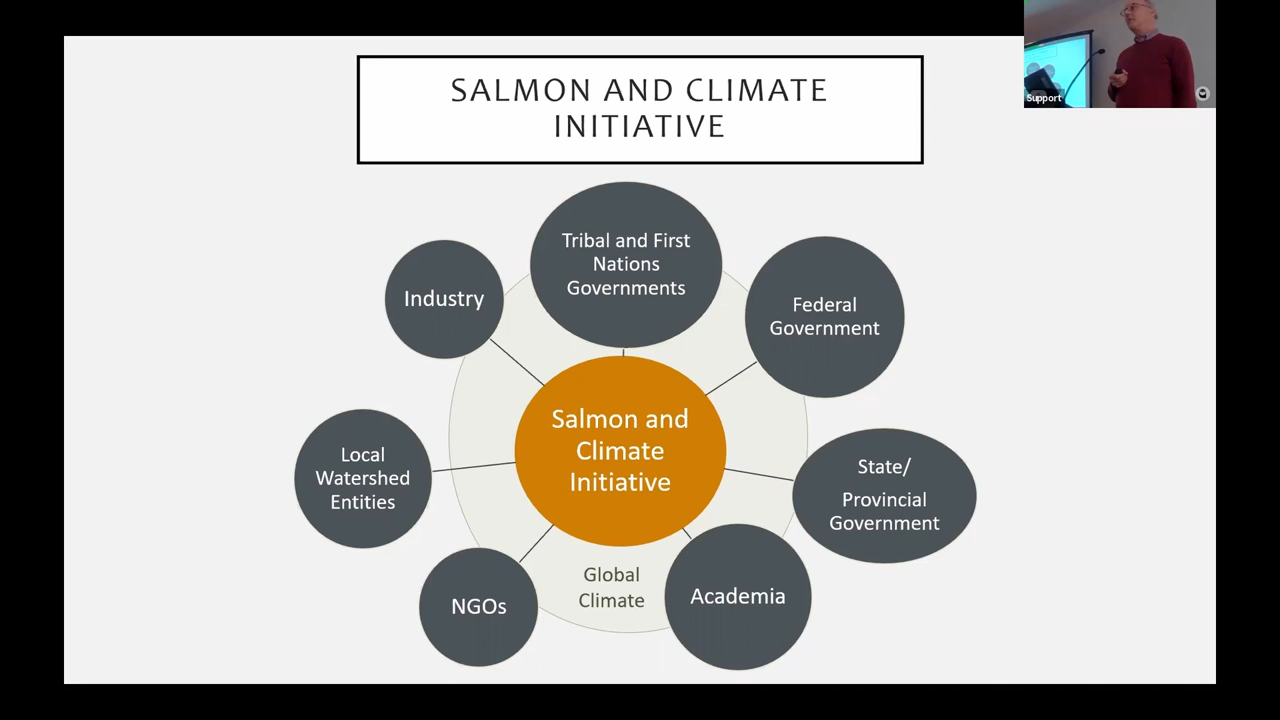 SALMON AND CLIMATE
INITIATIVE
Support
Tribal and First
Nations
Governments
Industry
Federal
Government
Salmon and
Climate
Initiative
Local
Watershed
Entities
State/
Provincial
Government
Global
Climate
NGOs
Academia